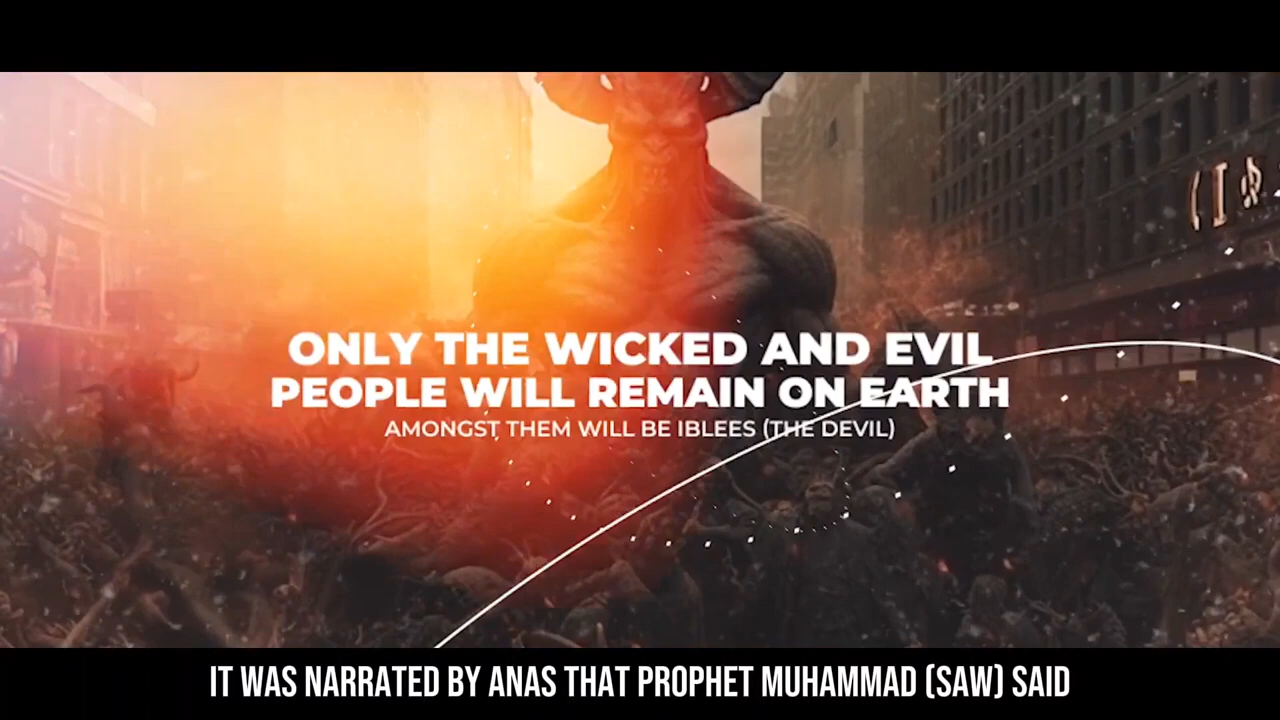 ONLY THE WICKED AND EVIL
PEOPLE WILL REMAIN ON EARTH
AMONGST THEM WILL BE IBLEES (THE DEVIL)
IT WAS NARRATED BY ANAS THAT PROPHET MUHAMMAD (SAW) SAID